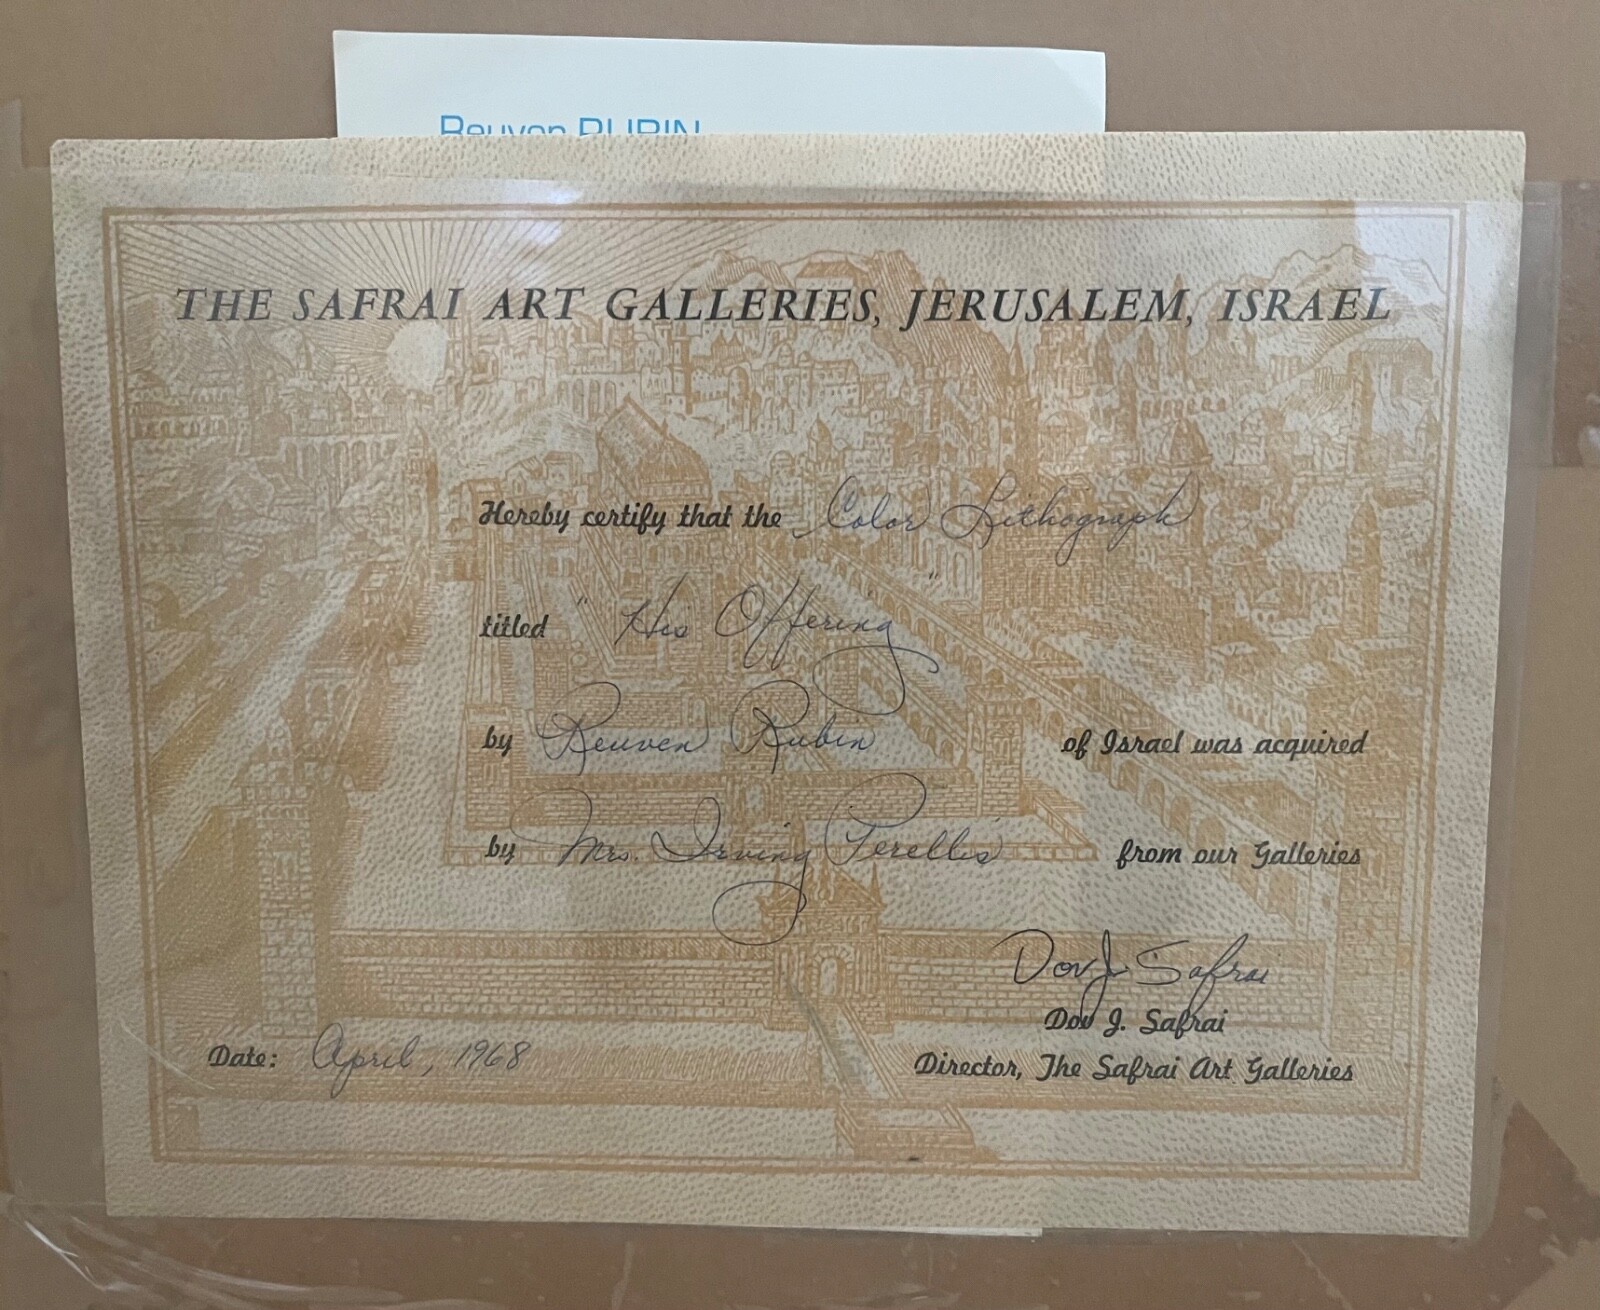 Reuven RUBIN
THE SAFRAI ART GALLERIES, JERUSALEM, ISRAEL
Hereby certify that the Color Lithograph
titled "His Offering"
by Reuven Rubin of Israel was acquired
by Mrs. Irving Perellis from our Galleries
Dov J. Safrai
Dov J. Safrai
Date: April, 1968
Director, The Safrai Art Galleries